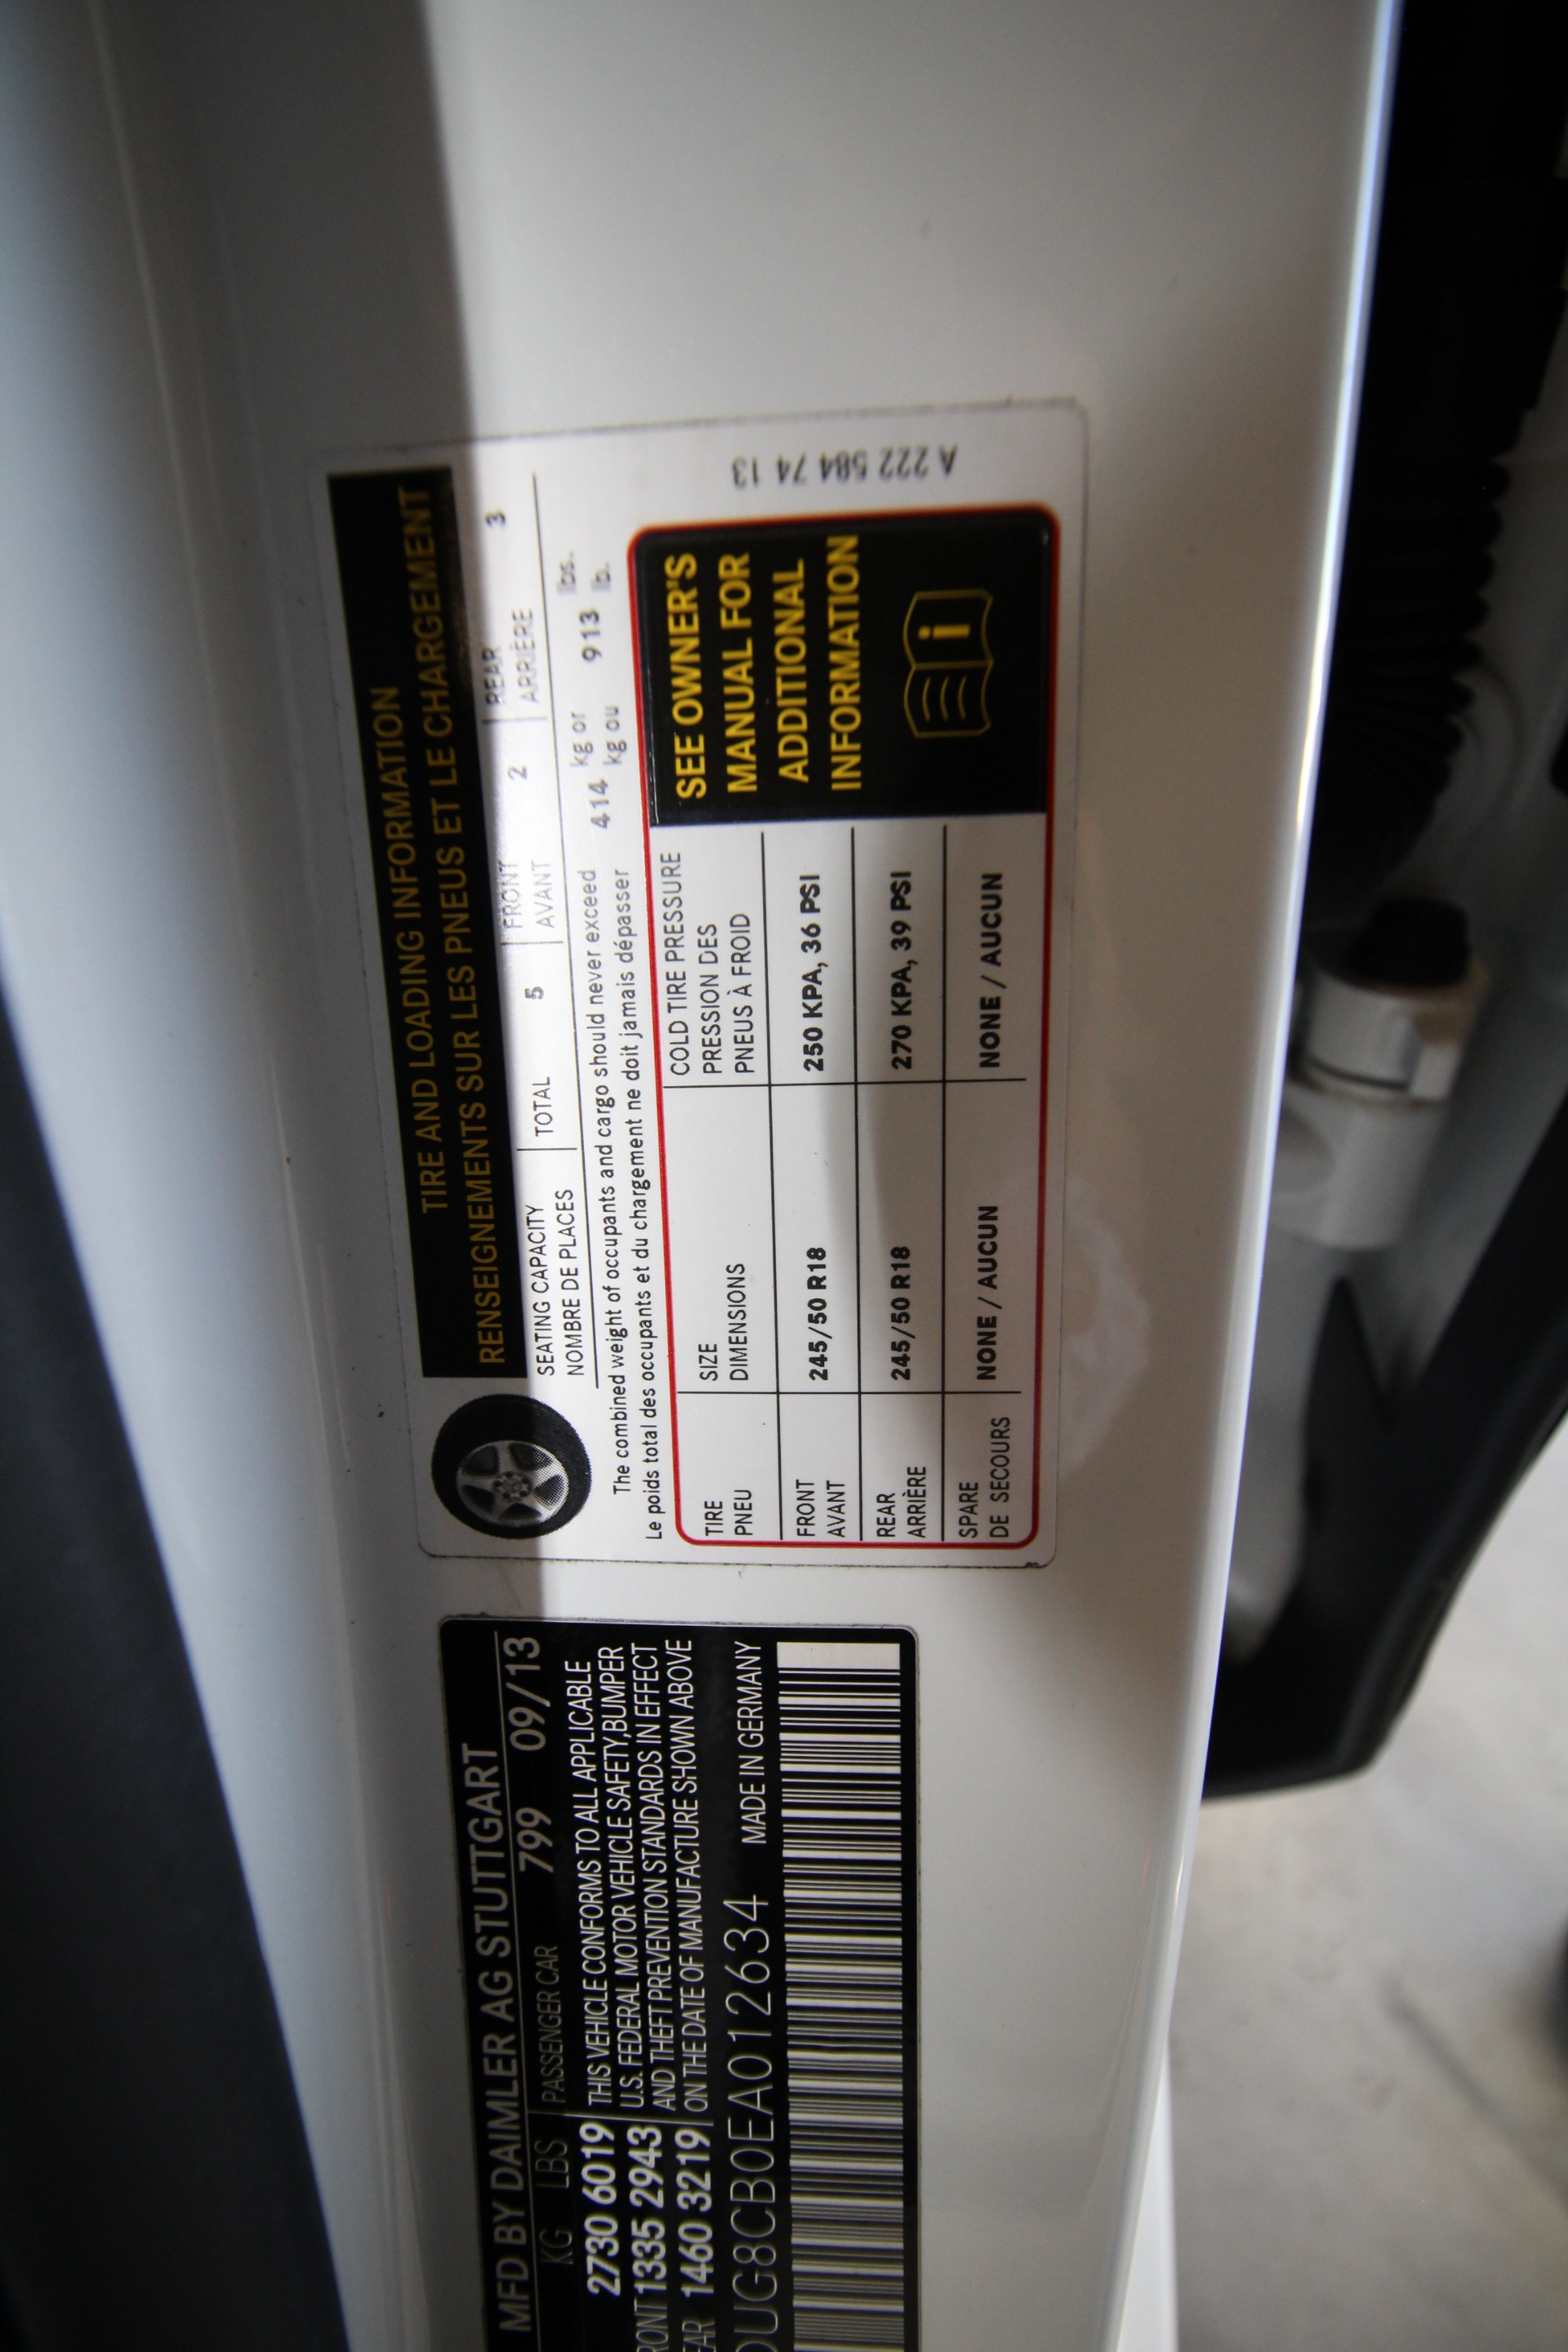 TIRE AND LOADING INFORMATION
RENSEIGNEMENTS SUR LES PNEUS ET LE CHARGEMENT
SEATING CAPACITY
NOMBRE DE PLACES
TOTAL 5
FRONT
AVANT
2
REAR
ARRIÈRE
3
The combined weight of occupants and cargo should never exceed 414 kg or 913 lbs.
Le poids total des occupants et du chargement ne doit jamais dépasser kg ou lb.
TIRE
PNEU
SIZE
DIMENSIONS
COLD TIRE PRESSURE
PRESSION DES
PNEUS À FROID
FRONT
AVANT
245/50 R18
250 KPA, 36 PSI
REAR
ARRIÈRE
245/50 R18
270 KPA, 39 PSI
SPARE
DE SECOURS
NONE / AUCUN
NONE / AUCUN
SEE OWNER'S
MANUAL FOR
ADDITIONAL
INFORMATION
i
A 222 584 74 13
MFD BY DAIMLER AG STUTTGART
KG LBS PASSENGER CAR 799 09/13
2730 6019 THIS VEHICLE CONFORMS TO ALL APPLICABLE
RONT 1335 2943 U.S. FEDERAL MOTOR VEHICLE SAFETY,BUMPER
EAR 1460 3219 AND THEFT PREVENTION STANDARDS IN EFFECT
ON THE DATE OF MANUFACTURE SHOWN ABOVE
UG8CB0EA012634 MADE IN GERMANY